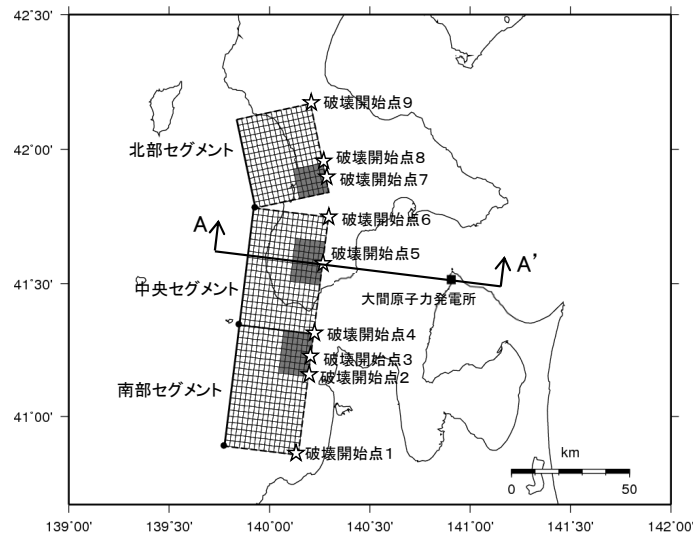 42°30'
42°00'
41°30'
41°00'
破壊開始点9
北部セグメント
破壊開始点8
破壊開始点7
破壊開始点6
A
破壊開始点5
A'
中央セグメント
大間原子力発電所
破壊開始点4
破壊開始点3
破壊開始点2
南部セグメント
破壊開始点1
km
0 50
139°00' 139°30' 140°00' 140°30' 141°00' 141°30' 142°00'